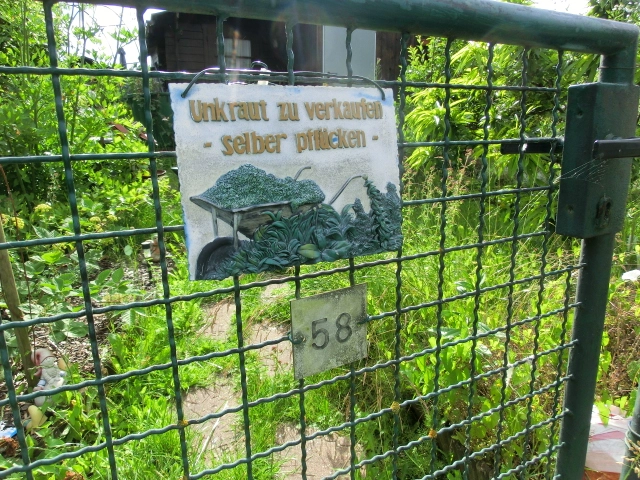 Unkraut zu verkaufen
- selber pflücken -
58